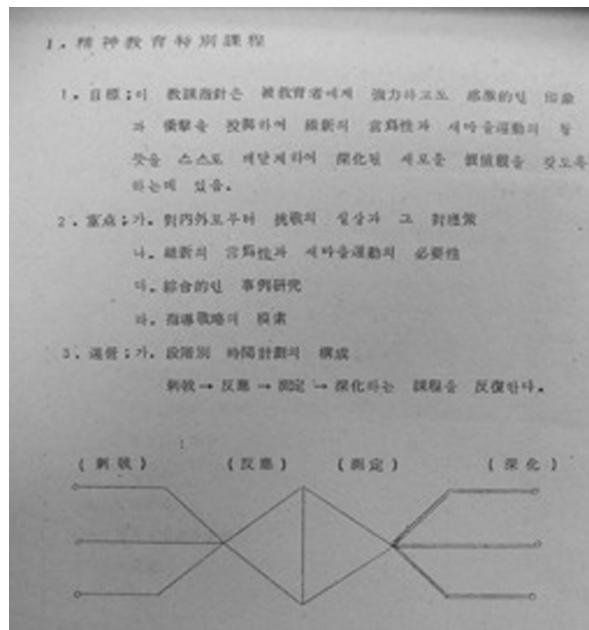 I. 精神教育特別課程
1. 目標 ; 이 敎課指針은 被敎育者에게 強力하고도 感激的인 印象
과 衝擊을 投與하여 維新의 當爲性과 새마을運動의 참
뜻을 스스로 깨닫게하여 深化된 새로운 價値觀을 갖도록
하는데 있음.
2. 重点 ; 가. 對內外로부터 挑戰의 실상과 그 對應策
나. 維新의 當爲性과 새마을運動의 必要性
다. 綜合的인 事例硏究
라. 指導戰略의 模索
3. 運營 ; 가. 段階別 時間計劃의 構成
刺戟 → 反應 → 測定 → 深化하는 課程을 反復한다.
( 刺戟 ) ( 反應 ) ( 測定 ) ( 深化 )